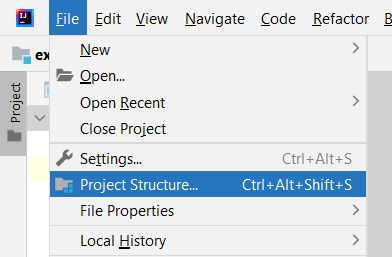 IJ
File Edit View Navigate Code Refactor
ex
Project
New
Open...
Open Recent
Close Project
Settings... Ctrl+Alt+S
Project Structure... Ctrl+Alt+Shift+S
File Properties
Local History